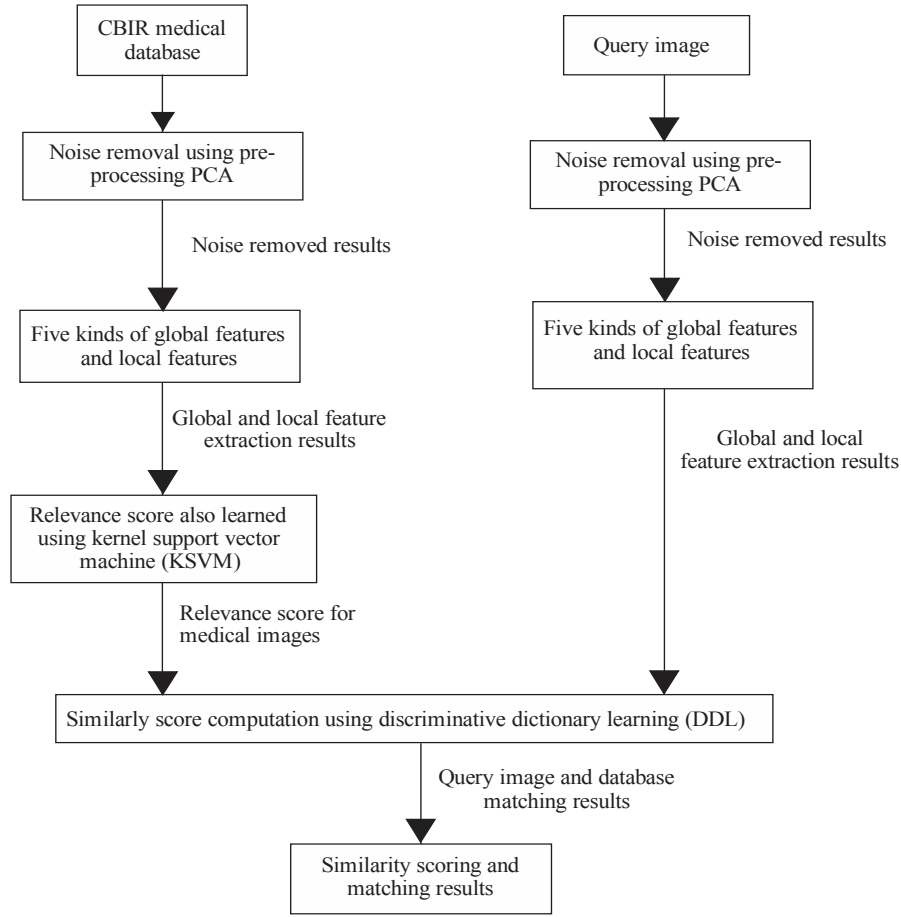 CBIR medical
database
Noise removal using pre-
processing PCA
Noise removed results
Five kinds of global features
and local features
Global and local feature
extraction results
Relevance score also learned
using kernel support vector
machine (KSVM)
Relevance score for
medical images
Query image
Noise removal using pre-
processing PCA
Noise removed results
Five kinds of global features
and local features
Global and local
feature extraction results
Similarly score computation using discriminative dictionary learning (DDL)
Query image and database
matching results
Similarity scoring and
matching results